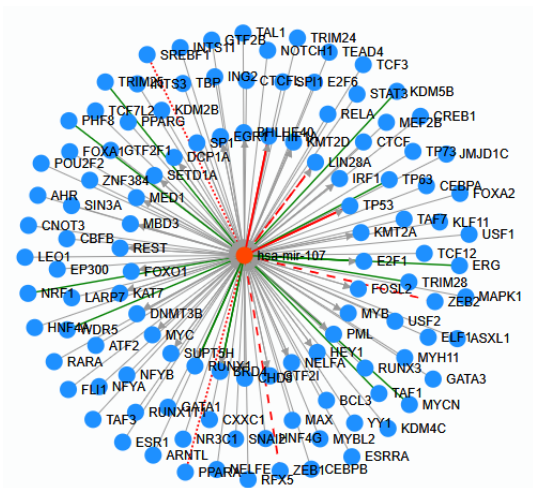 TAL1
INTS11
GTF2B
TRIM24
SREBF1
NOTCH1
TEAD4
TCF3
TRIM25
INTS3
TBP
ING2
CTCFL
SPI1
E2F6
STAT3
KDM5B
TCF7L2
KDM2B
RELA
MEF2B
CREB1
PHF8
PPARG
SP1
EGR1
BHLHE40
HIF1
KMT2D
CTCF
FOXA1
GTF2F1
DCP1A
LIN28A
TP73
JMJD1C
POU2F2
ZNF384
SETD1A
IRF1
TP63
CEBPA
FOXA2
AHR
SIN3A
MED1
TP53
TAF7
KLF11
CNOT3
CBFB
MBD3
KMT2A
USF1
LEO1
REST
hsa-mir-107
TCF12
EP300
FOXO1
E2F1
ERG
NRF1
LARP7
KAT7
FOSL2
TRIM28
ZEB2
MAPK1
HNF4A
WDR5
DNMT3B
MYB
USF2
RARA
ATF2
MYC
PML
ELF1
ASXL1
SUPT5H
HEY1
MYH11
FLI1
NFYA
NFYB
RUNX1
BRD4
CHD8
GTF2I
NELFA
RUNX3
GATA3
TAF3
RUNX1T1
GATA1
BCL3
TAF1
MYCN
ESR1
NR3C1
CXXC1
SNAI2
HNF4G
MAX
MYBL2
YY1
KDM4C
ARNTL
PPARA
NELFE
RFX5
ZEB1
CEBPB
ESRRA